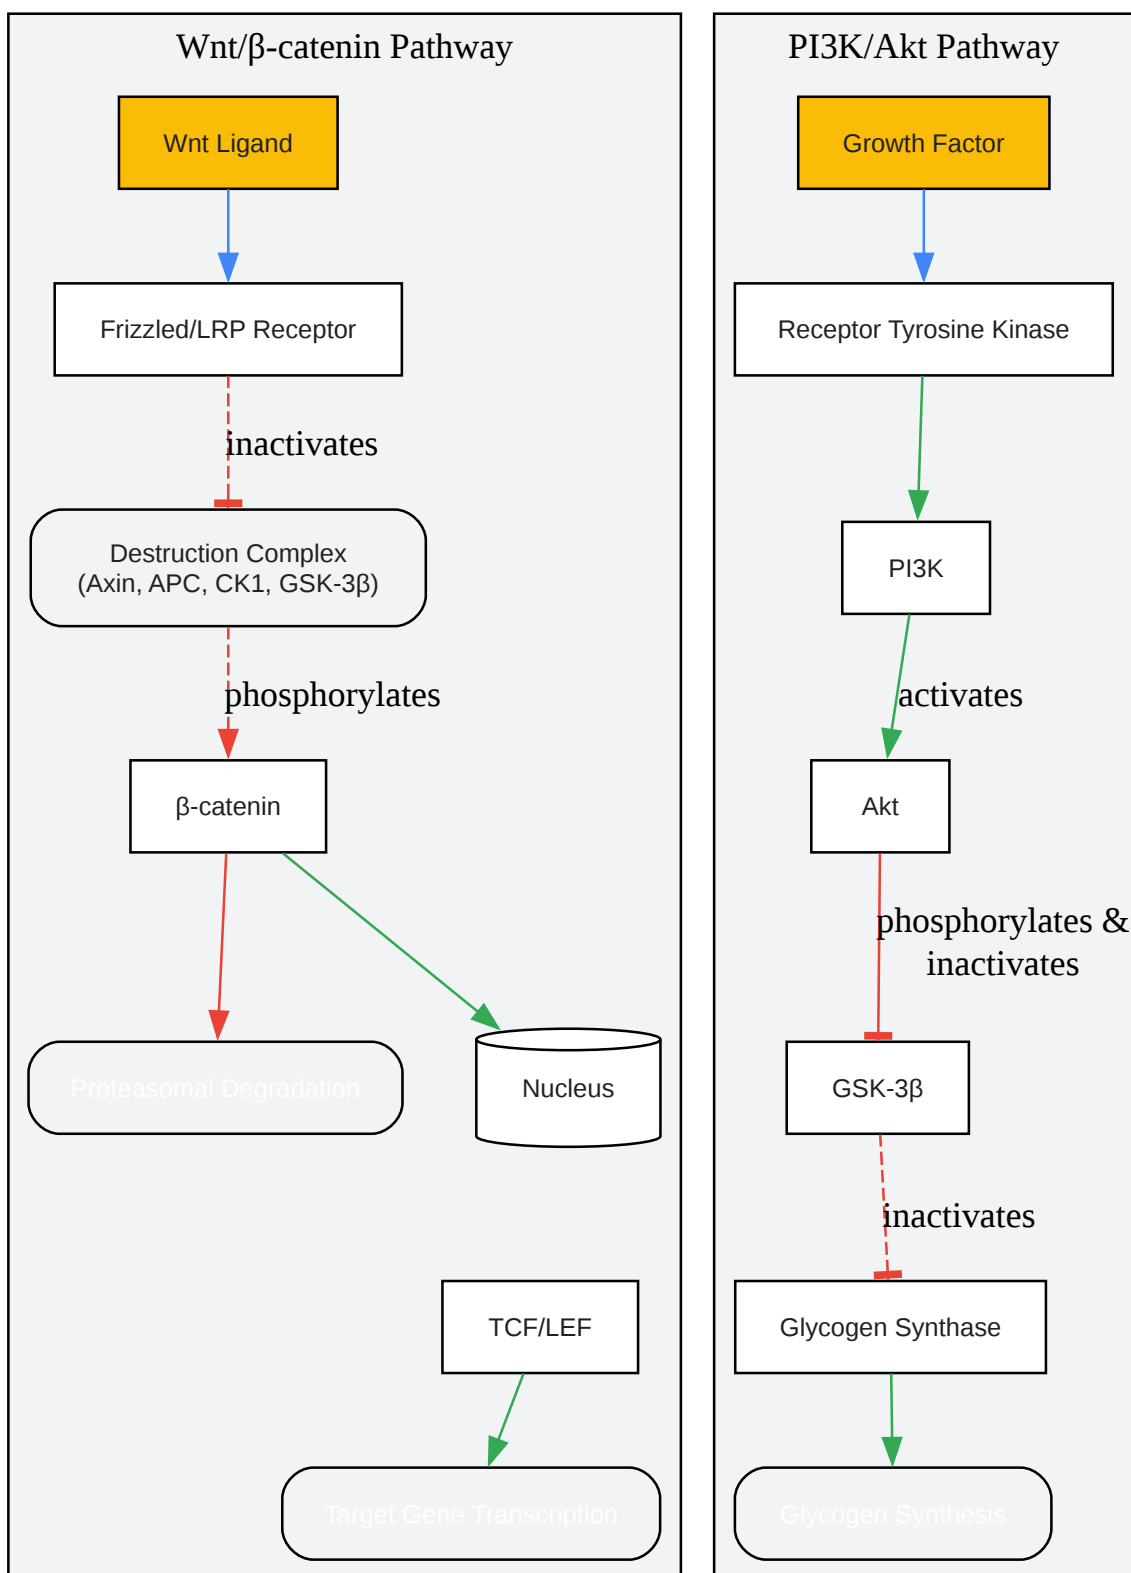 Wnt/β-catenin Pathway
Wnt Ligand
Frizzled/LRP Receptor
inactivates
Destruction Complex
(Axin, APC, CK1, GSK-3β)
phosphorylates
β-catenin
Proteasomal Degradation
Nucleus
TCF/LEF
Target Gene Transcription
PI3K/Akt Pathway
Growth Factor
Receptor Tyrosine Kinase
PI3K
activates
Akt
phosphorylates &
inactivates
GSK-3β
inactivates
Glycogen Synthase
Glycogen Synthesis